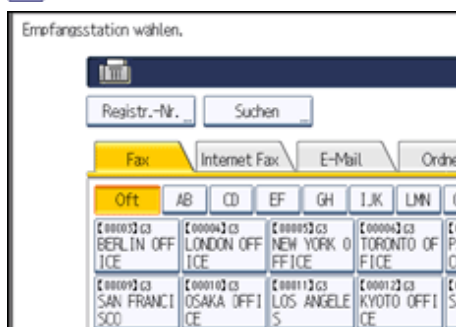 Empfangsstation wählen.
Registr.-Nr. Suchen
Fax Internet Fax E-Mail Ordne
Oft AB CD EF GH IJK LMN
[00003]G3 [00004]G3 [00005]G3 [00006]G3
BERLIN OFF LONDON OFF NEW YORK O TORONTO OF P
ICE ICE FFICE FICE
[00009]G3 [00010]G3 [00011]G3 [00012]G3
SAN FRANCI OSAKA OFFI LOS ANGELE KYOTO OFFI S
SCO CE S CE